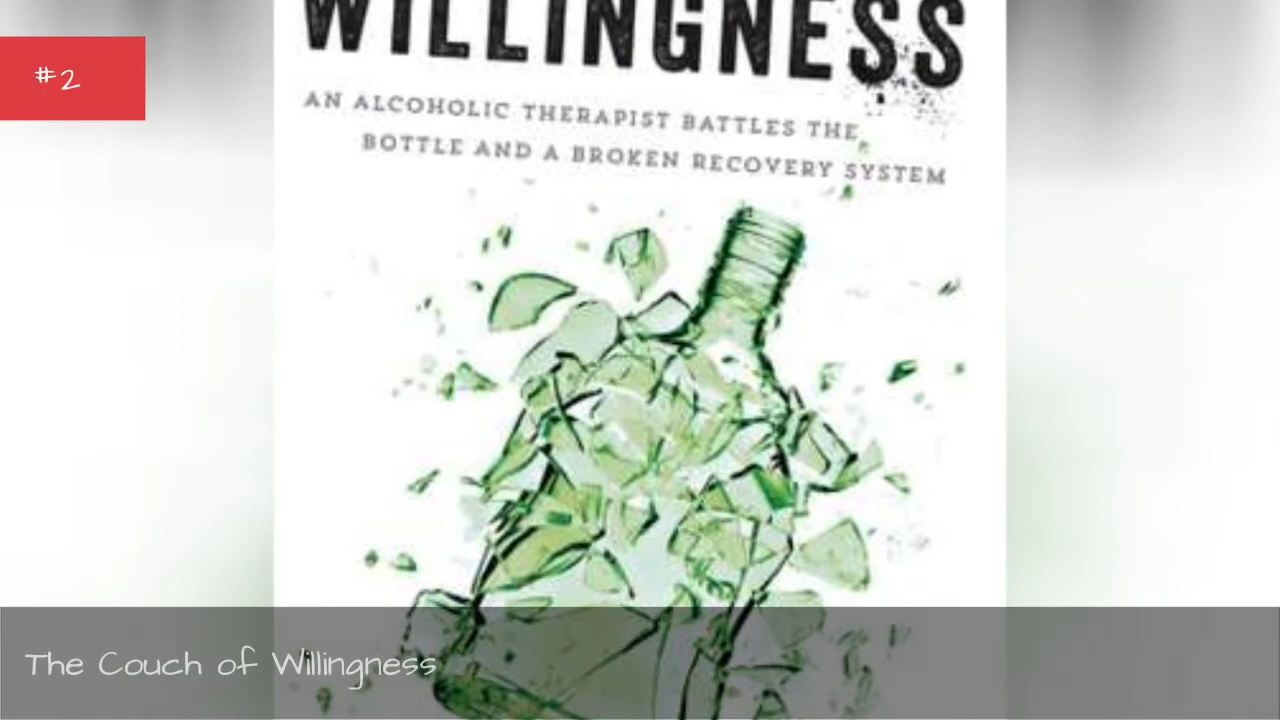 WILLINGNESS
#2
AN ALCOHOLIC THERAPIST BATTLES THE
BOTTLE AND A BROKEN RECOVERY SYSTEM
The Couch of Willingness